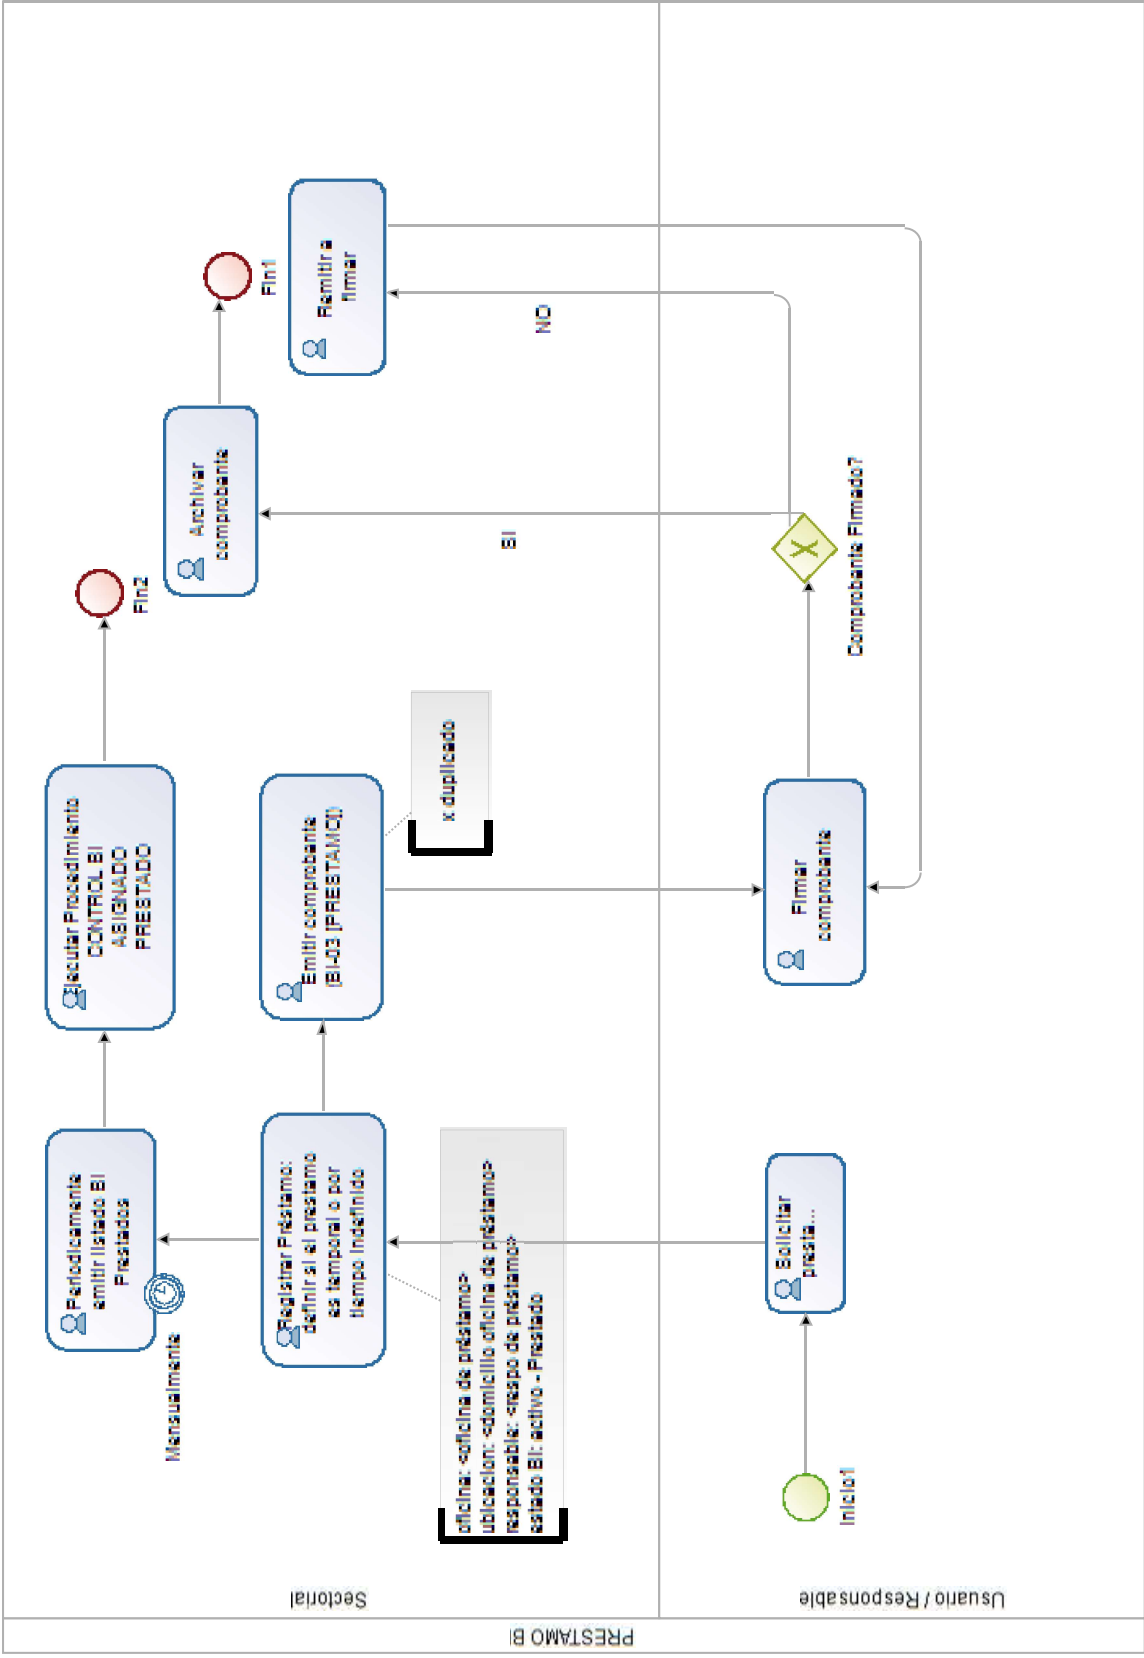 PRESTAMO BI
Sectorial
Usuario / Responsable
Mensualmente
Periodicamente
emitir listado BI
Prestados
Ejecutar Procedimiento
CONTROL BI
ASIGNADO
PRESTADO
Fin2
Registrar Préstamo:
definir si el prestamo
es temporal o por
tiempo indefinido
oficina: <oficina de préstamo>
ubicacion: <domicilio oficina de préstamo>
responsable: <respo de préstamo>
estado BI: activo - Prestado
Emitir comprobante
(BI-03 [PRESTAMO])
x duplicado
Archivar
comprobante
Fin1
Remitir a
firmar
Inicio1
Solicitar
presta...
Firmar
comprobante
Comprobante Firmado?
SI
NO